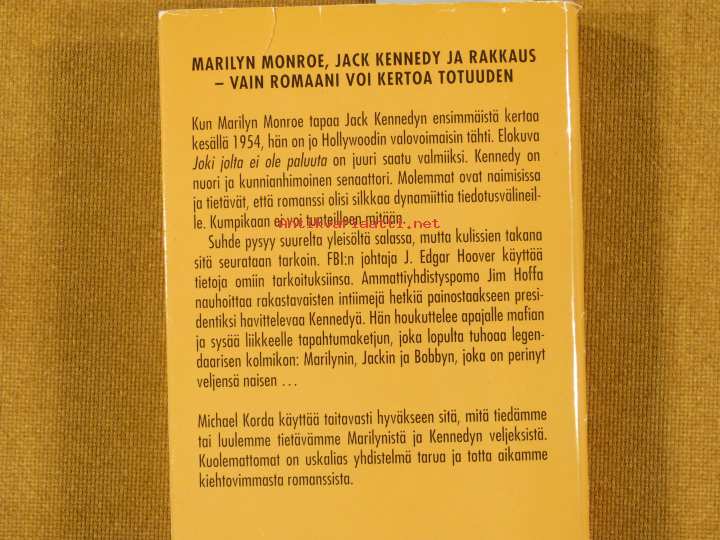 MARILYN MONROE, JACK KENNEDY JA RAKKAUS
– VAIN ROMAANI VOI KERTOA TOTUUDEN
Kun Marilyn Monroe tapaa Jack Kennedyn ensimmäistä kertaa
kesällä 1954, hän on jo Hollywoodin valovoimaisin tähti. Elokuva
Joki jolta ei ole paluuta on juuri saatu valmiiksi. Kennedy on
nuori ja kunnianhimoinen senaattori. Molemmat ovat naimisissa
ja tietävät, että romanssi olisi silkkaa dynamiittia tiedotusvälineil-
le. Kumpikaan ei voi tunteilleen mitään.
antikvariaatti.net
Suhde pysyy suurelta yleisöltä salassa, mutta kulissien takana
sitä seurataan tarkoin. FBI:n johtaja J. Edgar Hoover käyttää
tietoja omiin tarkoituksiinsa. Ammattiyhdistyspomo Jim Hoffa
nauhoittaa rakastavaisten intiimejä hetkiä painostaakseen presi-
dentiksi havittelevaa Kennedyä. Hän houkuttelee apajalle mafian
ja sysää liikkeelle tapahtumaketjun, joka lopulta tuhoaa legen-
daarisen kolmikon: Marilynin, Jackin ja Bobbyn, joka on perinyt
veljensä naisen ...
Michael Korda käyttää taitavasti hyväkseen sitä, mitä tiedämme
tai luulemme tietävämme Marilynistä ja Kennedyn veljeksistä.
Kuolemattomat on uskalias yhdistelmä tarua ja totta aikamme
kiehtovimmasta romanssista.